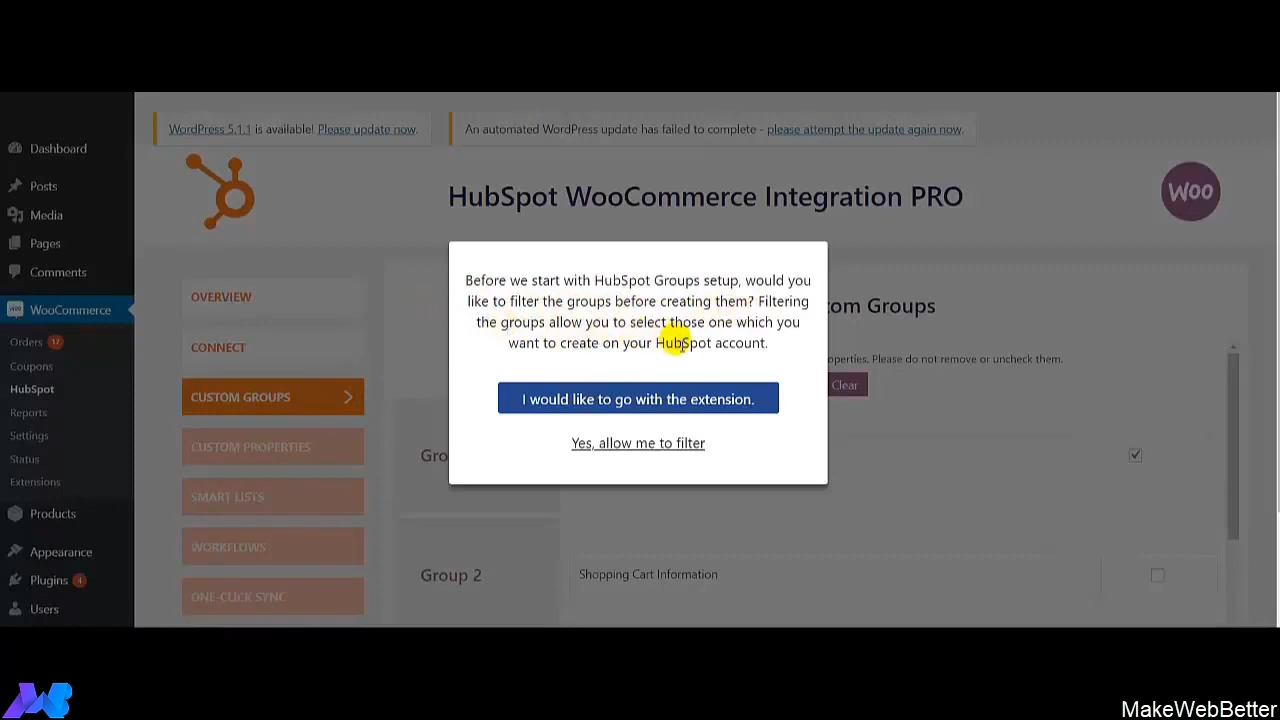 WordPress 5.1.1 is available! Please update now.
An automated WordPress update has failed to complete - please attempt the update again now.
Dashboard
Posts
Media
Pages
Comments
WooCommerce
Orders 17
Coupons
HubSpot
Reports
Settings
Status
Extensions
Products
Appearance
Plugins 4
Users
HubSpot WooCommerce Integration PRO
WOO
OVERVIEW
CONNECT
CUSTOM GROUPS
CUSTOM PROPERTIES
SMART LISTS
WORKFLOWS
ONE-CLICK SYNC
Before we start with HubSpot Groups setup, would you
like to filter the groups before creating them? Filtering
the groups allow you to select those one which you
want to create on your HubSpot account.
I would like to go with the extension.
Yes, allow me to filter
om Groups
roperties. Please do not remove or uncheck them.
Clear
Gro
Group 2
Shopping Cart Information
MakeWebBetter